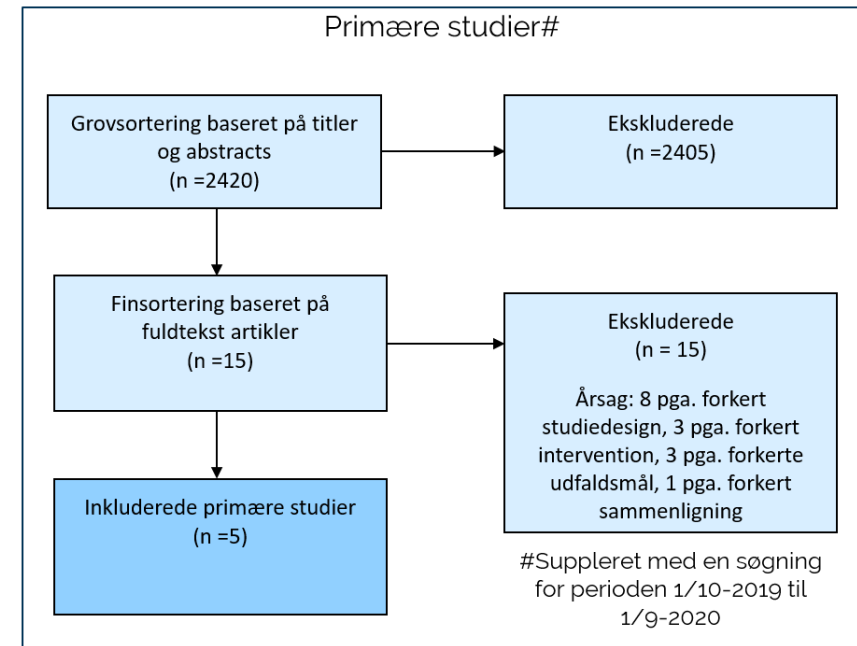 Primære studier#
Grovsortering baseret på titler
og abstracts
(n =2420)
Ekskluderede
(n =2405)
Finsortering baseret på
fuldtekst artikler
(n =15)
Ekskluderede
(n = 15)
Årsag: 8 pga. forkert
studiedesign, 3 pga. forkert
intervention, 3 pga. forkerte
udfaldsmål, 1 pga. forkert
sammenligning
Inkluderede primære studier
(n =5)
#Suppleret med en søgning
for perioden 1/10-2019 til
1/9-2020